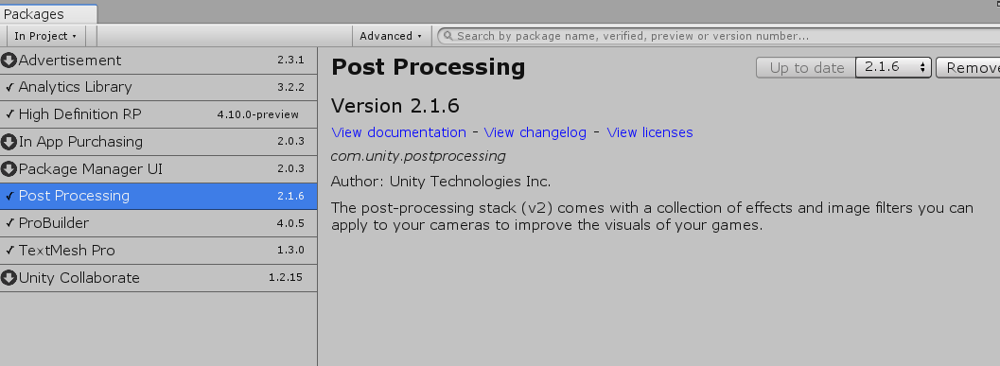 Packages
In Project
Advanced
Search by package name, verified, preview or version number...
Advertisement 2.3.1
Analytics Library 3.2.2
High Definition RP 4.10.0-preview
In App Purchasing 2.0.3
Package Manager UI 2.0.3
Post Processing 2.1.6
ProBuilder 4.0.5
TextMesh Pro 1.3.0
Unity Collaborate 1.2.15
Post Processing
Up to date 2.1.6 Remove
Version 2.1.6
View documentation - View changelog - View licenses
com.unity.postprocessing
Author: Unity Technologies Inc.
The post-processing stack (v2) comes with a collection of effects and image filters you can
apply to your cameras to improve the visuals of your games.